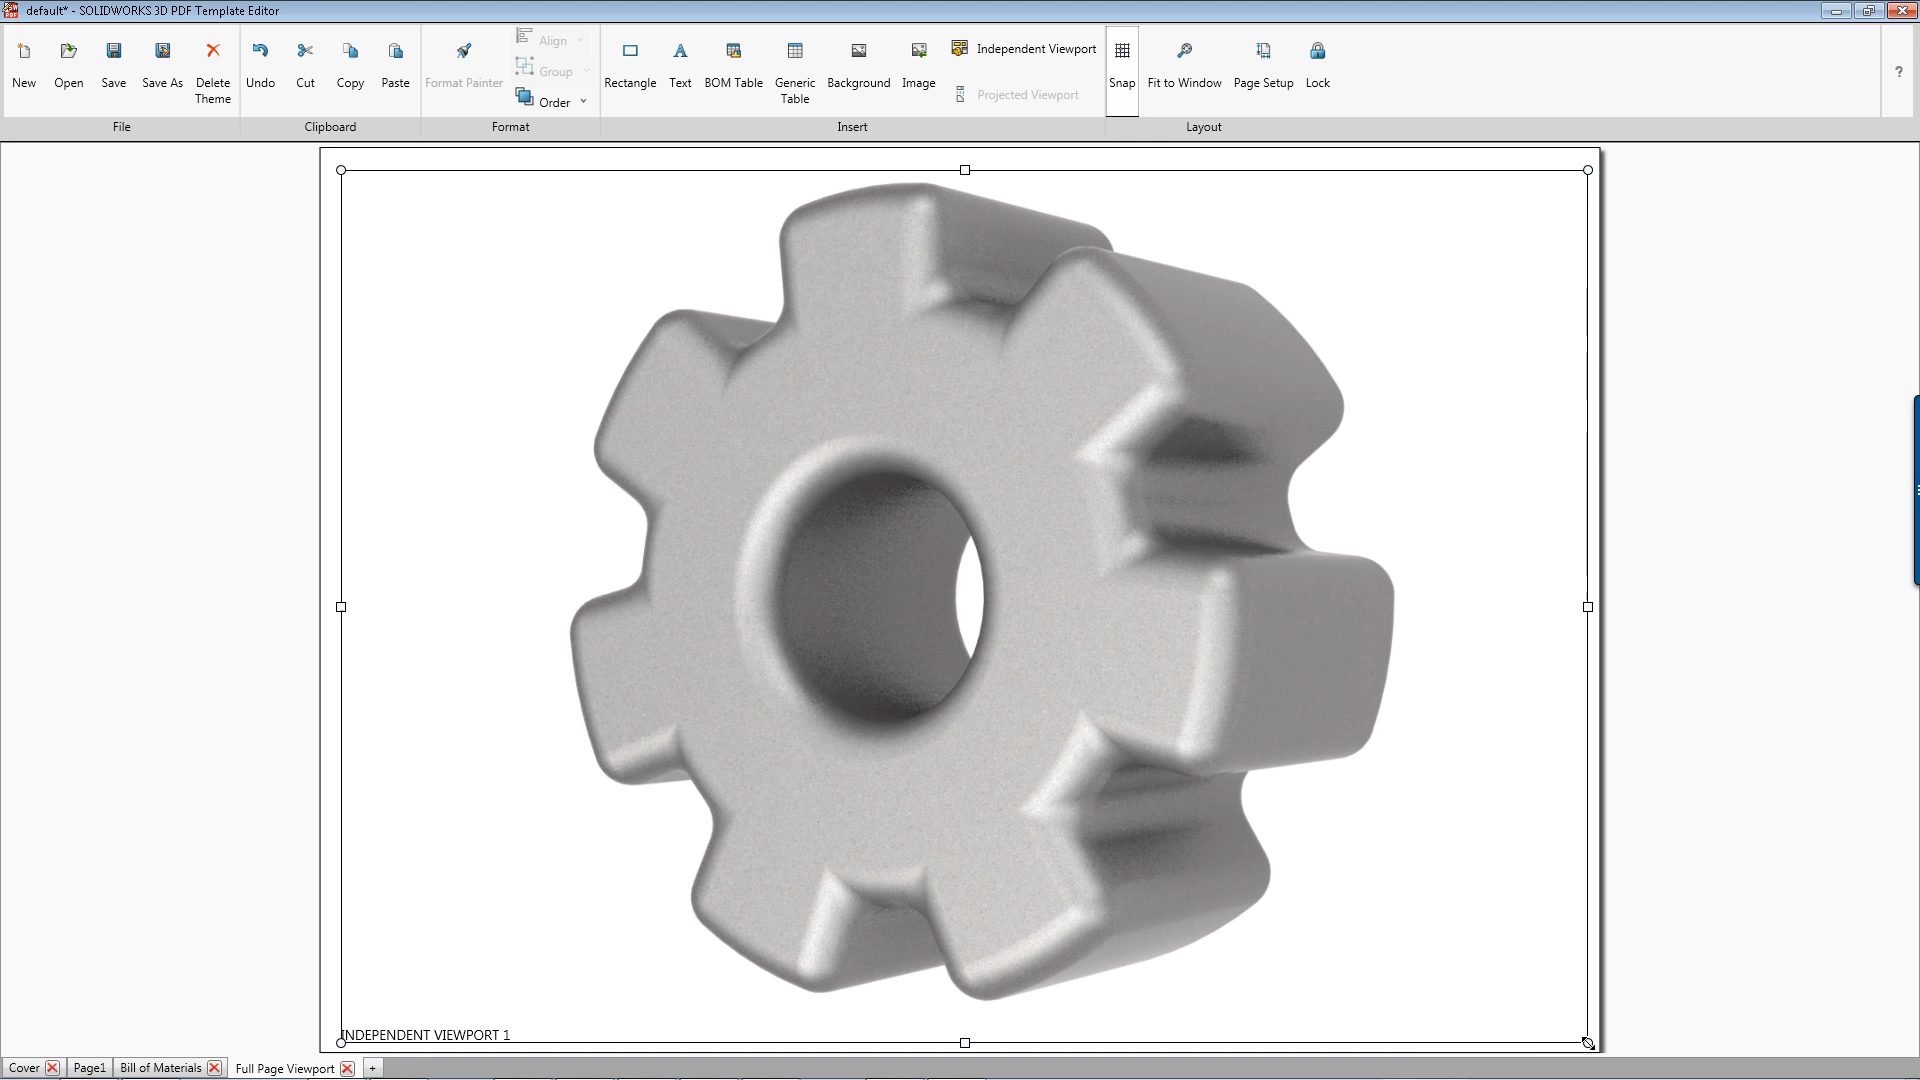 default* - SOLIDWORKS 3D PDF Template Editor
New Open Save Save As Delete Theme Undo Cut Copy Paste Format Painter Align Group Order Rectangle Text BOM Table Generic Table Background Image Independent Viewport Projected Viewport Snap Fit to Window Page Setup Lock ?
File Clipboard Format Insert Layout
INDEPENDENT VIEWPORT 1
Cover Page1 Bill of Materials Full Page Viewport +